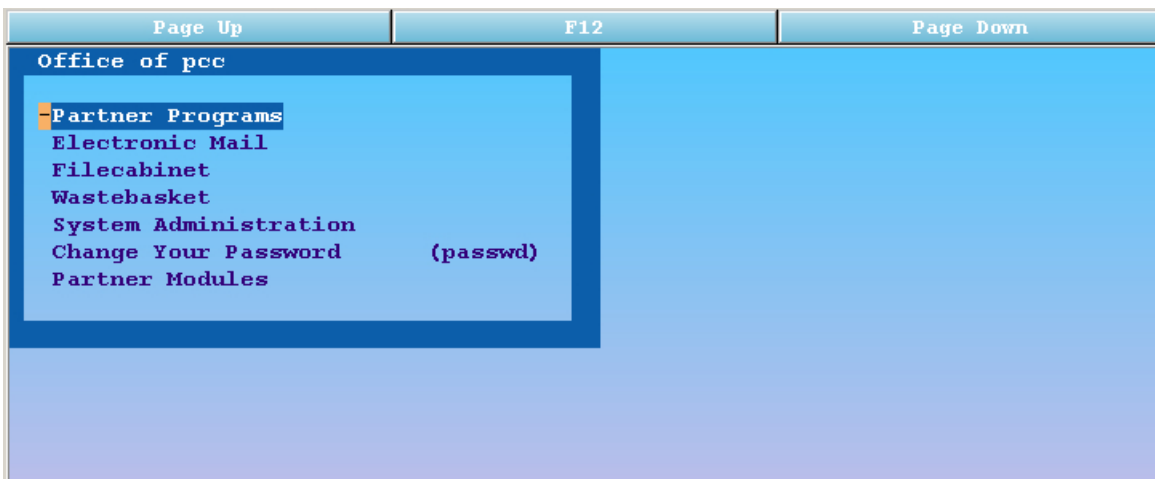 Page Up F12 Page Down
Office of pcc
-Partner Programs
Electronic Mail
Filecabinet
Wastebasket
System Administration
Change Your Password (passwd)
Partner Modules